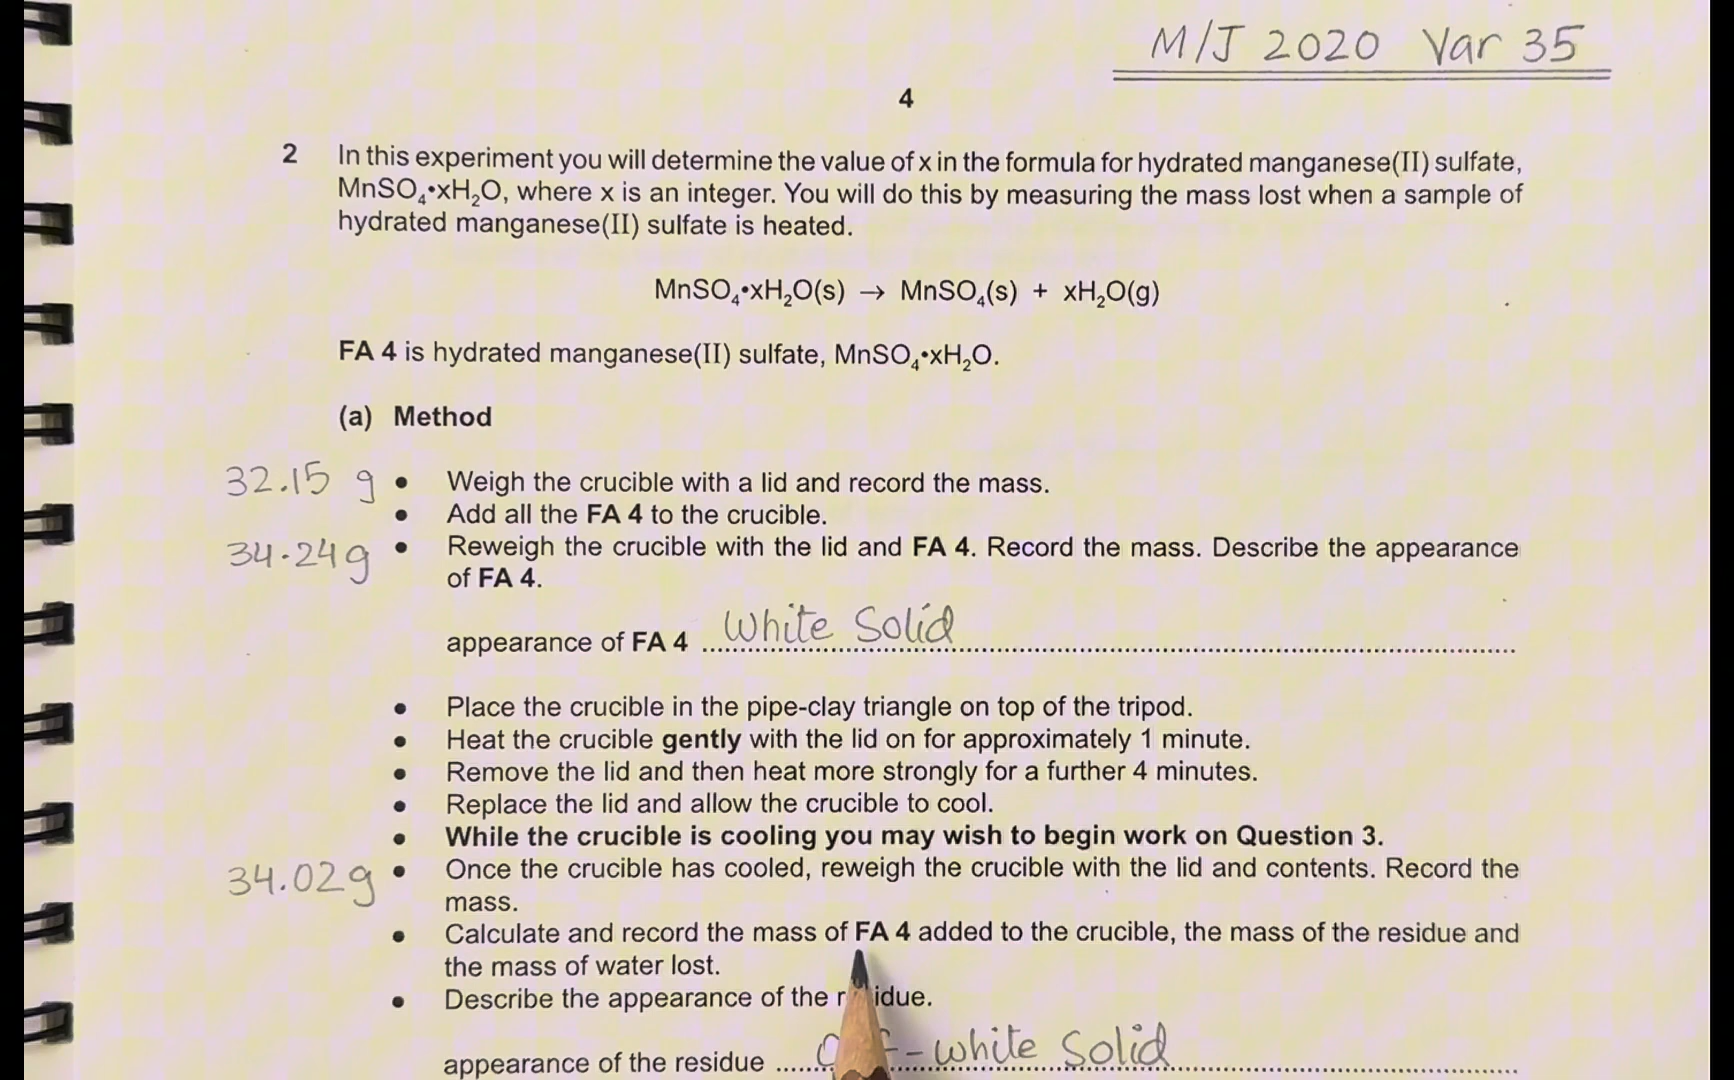 M/J 2020 Var 35
4
2 In this experiment you will determine the value of x in the formula for hydrated manganese(II) sulfate,
MnSO₄•xH₂O, where x is an integer. You will do this by measuring the mass lost when a sample of
hydrated manganese(II) sulfate is heated.
MnSO₄•xH₂O(s) → MnSO₄(s) + xH₂O(g)
FA 4 is hydrated manganese(II) sulfate, MnSO₄•xH₂O.
(a) Method
32.15 g • Weigh the crucible with a lid and record the mass.
• Add all the FA 4 to the crucible.
34.24g • Reweigh the crucible with the lid and FA 4. Record the mass. Describe the appearance
of FA 4.
appearance of FA 4 White Solid
• Place the crucible in the pipe-clay triangle on top of the tripod.
• Heat the crucible gently with the lid on for approximately 1 minute.
• Remove the lid and then heat more strongly for a further 4 minutes.
• Replace the lid and allow the crucible to cool.
• While the crucible is cooling you may wish to begin work on Question 3.
34.02g • Once the crucible has cooled, reweigh the crucible with the lid and contents. Record the
mass.
• Calculate and record the mass of FA 4 added to the crucible, the mass of the residue and
the mass of water lost.
• Describe the appearance of the r idue.
appearance of the residue -white Solid